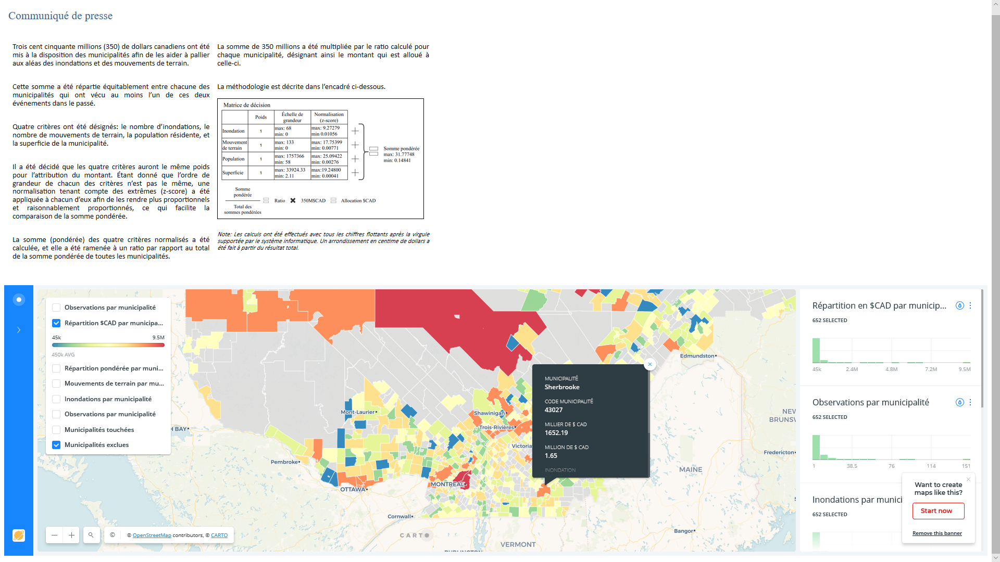 Communiqué de presse
Trois cent cinquante millions (350) de dollars canadiens ont été
mis à la disposition des municipalités afin de les aider à pallier
aux aléas des inondations et des mouvements de terrain.
Cette somme a été répartie équitablement entre chacune des
municipalités qui ont vécu au moins l'un de ces deux
événements dans le passé.
Quatre critères ont été désignés: le nombre d'inondations, le
nombre de mouvements de terrain, la population résidente, et
la superficie de la municipalité.
Il a été décidé que les quatre critères auront le même poids
pour l'attribution du montant. Étant donné que l'ordre de
grandeur de chacun des critères n'est pas le même, une
normalisation tenant compte des extrêmes (z-score) a été
appliquée à chacun d'eux afin de les rendre plus proportionnels
et raisonnablement proportionnés, ce qui facilite la
comparaison de la somme pondérée.
La somme (pondérée) des quatre critères normalisés a été
calculée, et elle a été ramenée à un ratio par rapport au total
de la somme pondérée de toutes les municipalités.
La somme de 350 millions a été multipliée par le ratio calculé pour
chaque municipalité, désignant ainsi le montant qui est alloué à
celle-ci.
La méthodologie est décrite dans l'encadré ci-dessous.
Matrice de décision
Poids
Échelle de
grandeur
Normalisation
(z-score)
Inondation
1
max: 68
min: 0
max: 9.27279
min 0.01056
Mouvement
de terrain
1
max: 133
min: 0
max: 17.75399
min: 0.00771
Population
1
max: 1757366
min: 58
max: 25.09422
min: 0.00276
Superficie
1
max: 33924.33
min: 2.11
max:19.24800
min: 0.00041
Somme pondérée
max: 31.77748
min: 0.14841
Somme
pondérée
Total des
sommes pondérées
Ratio
350M$CAD
Allocation $CAD
Note: Les calculs ont été effectués avec tous les chiffres flottants après la virgule
supportée par le système informatique. Un arrondissement en centime de dollars a
été fait à partir du résultat total.
Observations par municipalité
Répartition $CAD par municipa...
45k 9.5M
450k AVG
Répartition pondérée par muni...
Mouvements de terrain par mu...
Inondations par municipalité
Observations par municipalité
Municipalités touchées
Municipalités exclues
H BAY
Mont-Laurier
Shawinigan
Trois-Rivières
Victoria
Pembroke
OTTAWA
MONTREAL
Cornwall
Edmundston
NEW
BRUNSW
Fredericton
MAINE
Bangor
VERMONT
BURLINGTON
MUNICIPALITÉ
Sherbrooke
CODE MUNICIPALITÉ
43027
MILLIER DE $ CAD
1652.19
MILLION DE $ CAD
1.65
INONDATION
© © OpenStreetMap contributors, © CARTO
CARTO
Répartition en $CAD par municip...
652 SELECTED
45k 2.4M 4.8M 7.2M 9.5M
Observations par municipalité
652 SELECTED
1 38.5 76 114 151
Inondations par munici
652 SELECTED
Want to create
maps like this?
Start now
Remove this banner